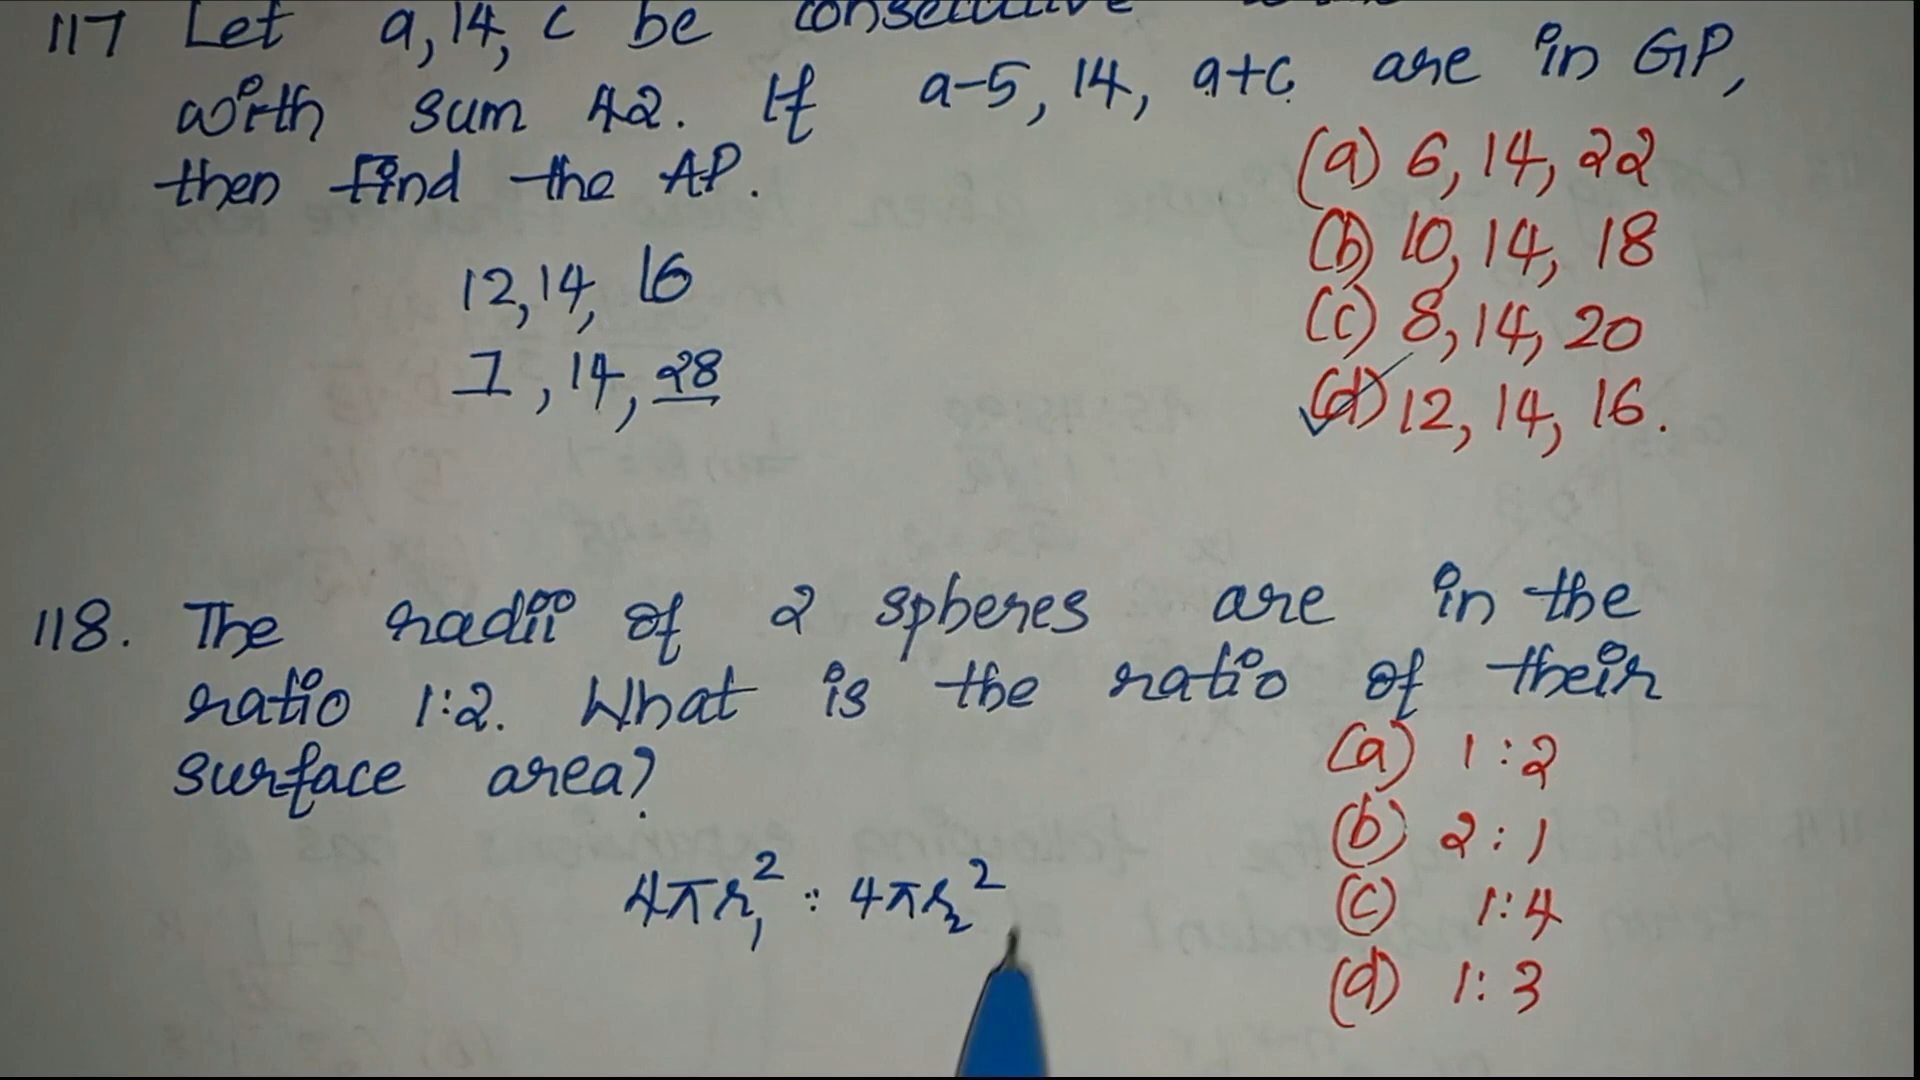 117 Let a, 14, c be consecutive
with sum 42. If a-5, 14, a+c are in GP,
then find the AP.
(a) 6, 14, 22
(b) 10, 14, 18
(c) 8, 14, 20
(d) 12, 14, 16.
12, 14, 16
7, 14, 28
118. The radii of 2 spheres are in the
ratio 1:2. What is the ratio of their
surface area?
(a) 1:2
(b) 2:1
(c) 1:4
(d) 1:3
4πr₁² : 4πr₂²